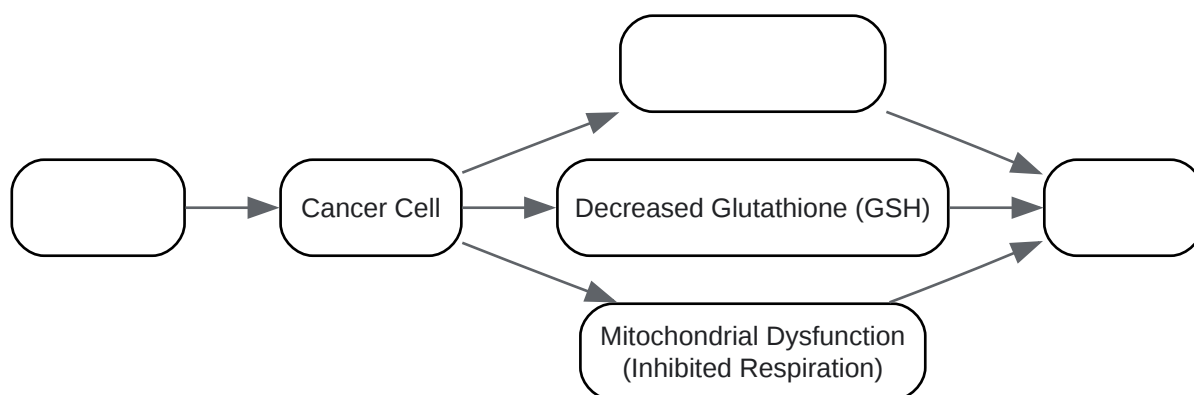 Cancer Cell
Decreased Glutathione (GSH)
Mitochondrial Dysfunction
(Inhibited Respiration)